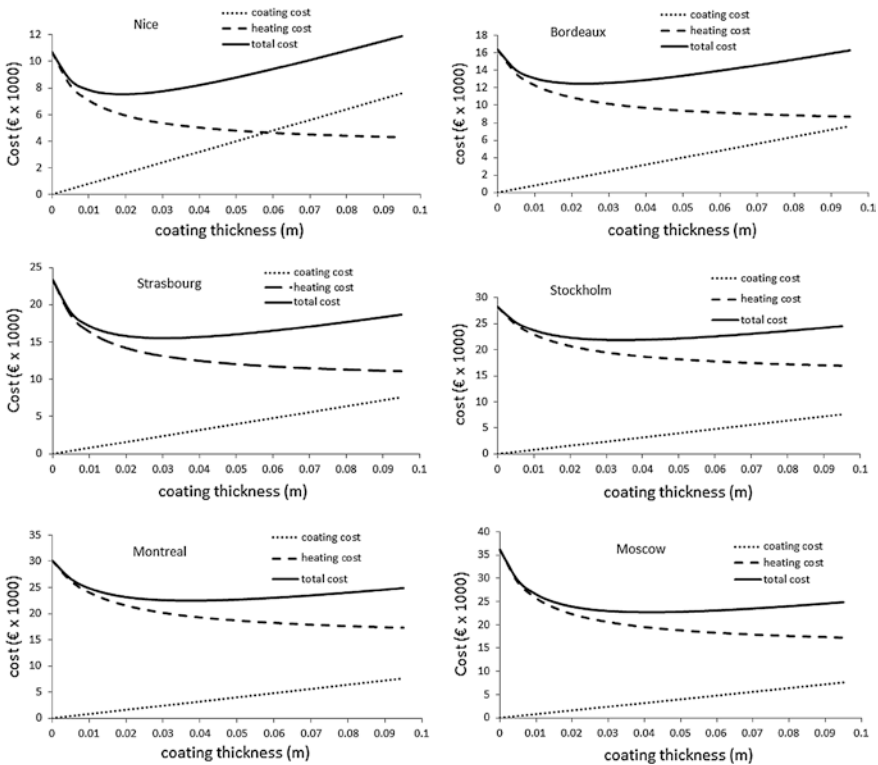 Nice
coating cost
heating cost
total cost
Cost (€ x 1000)
12
10
8
6
4
2
0
0 0.01 0.02 0.03 0.04 0.05 0.06 0.07 0.08 0.09 0.1
coating thickness (m)
Bordeaux
coating cost
heating cost
total cost
cost (€ x 1000)
18
16
14
12
10
8
6
4
2
0
0 0.01 0.02 0.03 0.04 0.05 0.06 0.07 0.08 0.09 0.1
coating thickness (m)
Strasbourg
coating cost
heating cost
total cost
Cost (€ x 1000)
25
20
15
10
5
0
0 0.01 0.02 0.03 0.04 0.05 0.06 0.07 0.08 0.09 0.1
coating thickness (m)
Stockholm
coating cost
heating cost
total cost
cost (€ x 1000)
30
25
20
15
10
5
0
0 0.01 0.02 0.03 0.04 0.05 0.06 0.07 0.08 0.09 0.1
coating thickness (m)
Montreal
coating cost
heating cost
total cost
cost (€ x 1000)
35
30
25
20
15
10
5
0
0 0.01 0.02 0.03 0.04 0.05 0.06 0.07 0.08 0.09 0.1
coating thickness (m)
Moscow
coating cost
heating cost
total cost
Cost (€ x 1000)
40
35
30
25
20
15
10
5
0
0 0.01 0.02 0.03 0.04 0.05 0.06 0.07 0.08 0.09 0.1
coating thickness (m)